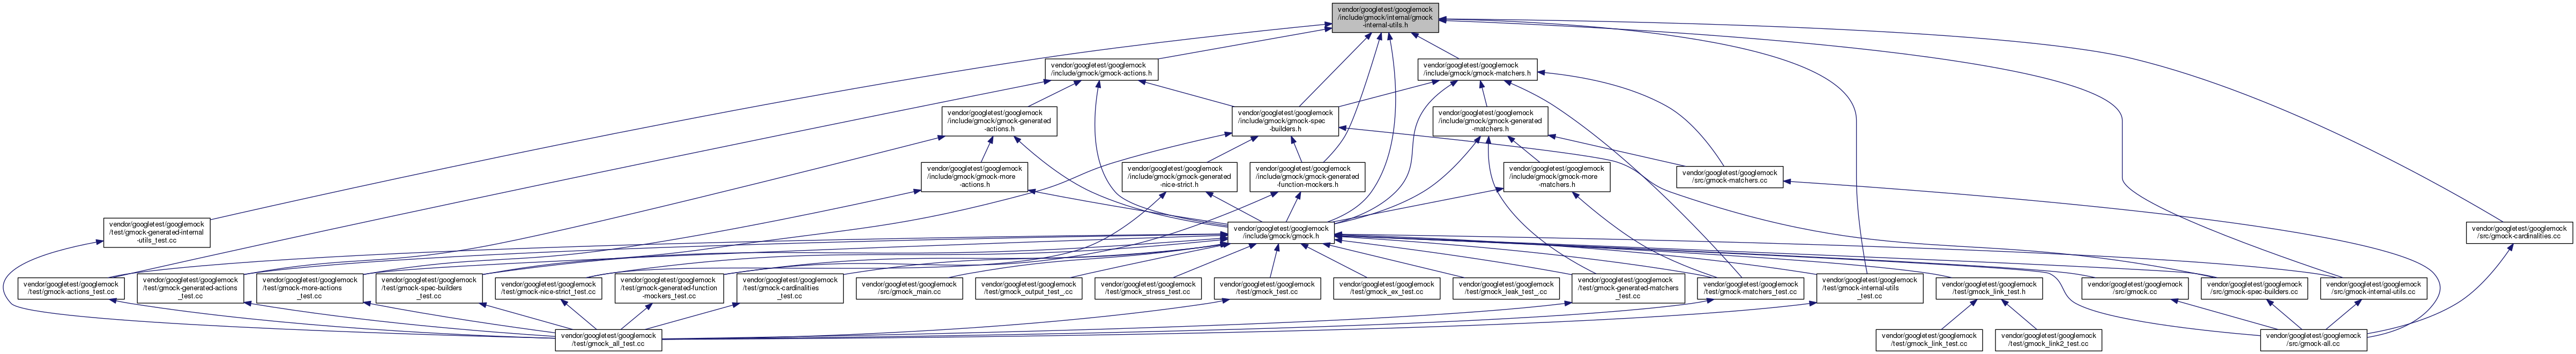 vendor/googletest/googlemock
/include/gmock/internal/gmock
-internal-utils.h
vendor/googletest/googlemock
/include/gmock/gmock-actions.h
vendor/googletest/googlemock
/include/gmock/gmock-matchers.h
vendor/googletest/googlemock
/include/gmock/gmock-generated
-actions.h
vendor/googletest/googlemock
/include/gmock/gmock-spec
-builders.h
vendor/googletest/googlemock
/include/gmock/gmock-generated
-matchers.h
vendor/googletest/googlemock
/include/gmock/gmock-more
-actions.h
vendor/googletest/googlemock
/include/gmock/gmock-generated
-nice-strict.h
vendor/googletest/googlemock
/include/gmock/gmock-generated
-function-mockers.h
vendor/googletest/googlemock
/include/gmock/gmock-more
-matchers.h
vendor/googletest/googlemock
/src/gmock-matchers.cc
vendor/googletest/googlemock
/test/gmock-generated-internal
-utils_test.cc
vendor/googletest/googlemock
/include/gmock/gmock.h
vendor/googletest/googlemock
/src/gmock-cardinalities.cc
vendor/googletest/googlemock
/test/gmock-actions_test.cc
vendor/googletest/googlemock
/test/gmock-generated-actions
_test.cc
vendor/googletest/googlemock
/test/gmock-more-actions
_test.cc
vendor/googletest/googlemock
/test/gmock-spec-builders
_test.cc
vendor/googletest/googlemock
/test/gmock-nice-strict_test.cc
vendor/googletest/googlemock
/test/gmock-generated-function
-mockers_test.cc
vendor/googletest/googlemock
/test/gmock-cardinalities
_test.cc
vendor/googletest/googlemock
/src/gmock_main.cc
vendor/googletest/googlemock
/test/gmock_output_test_.cc
vendor/googletest/googlemock
/test/gmock_stress_test.cc
vendor/googletest/googlemock
/test/gmock_test.cc
vendor/googletest/googlemock
/test/gmock_ex_test.cc
vendor/googletest/googlemock
/test/gmock_leak_test_.cc
vendor/googletest/googlemock
/test/gmock-generated-matchers
_test.cc
vendor/googletest/googlemock
/test/gmock-matchers_test.cc
vendor/googletest/googlemock
/test/gmock-internal-utils
_test.cc
vendor/googletest/googlemock
/test/gmock_link_test.h
vendor/googletest/googlemock
/src/gmock.cc
vendor/googletest/googlemock
/src/gmock-spec-builders.cc
vendor/googletest/googlemock
/src/gmock-internal-utils.cc
vendor/googletest/googlemock
/test/gmock_all_test.cc
vendor/googletest/googlemock
/test/gmock_link_test.cc
vendor/googletest/googlemock
/test/gmock_link2_test.cc
vendor/googletest/googlemock
/src/gmock-all.cc